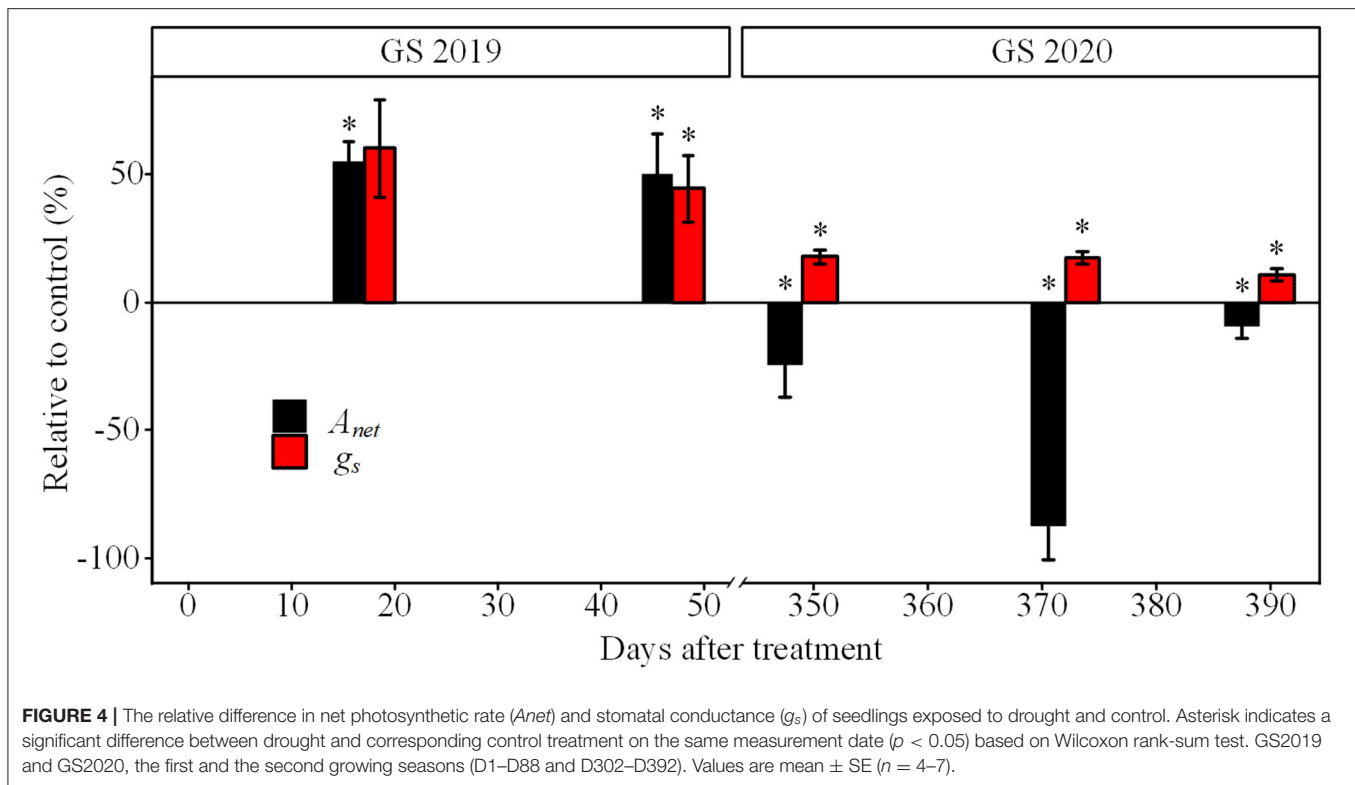 GS 2019
GS 2020
* * * * * * * * *
50
0
-50
-100
Relative to control (%)
Anet
gs
0 10 20 30 40 50 350 360 370 380 390
Days after treatment
FIGURE 4 | The relative difference in net photosynthetic rate (Anet) and stomatal conductance (gs) of seedlings exposed to drought and control. Asterisk indicates a
significant difference between drought and corresponding control treatment on the same measurement date (p < 0.05) based on Wilcoxon rank-sum test. GS2019
and GS2020, the first and the second growing seasons (D1–D88 and D302–D392). Values are mean ± SE (n = 4–7).